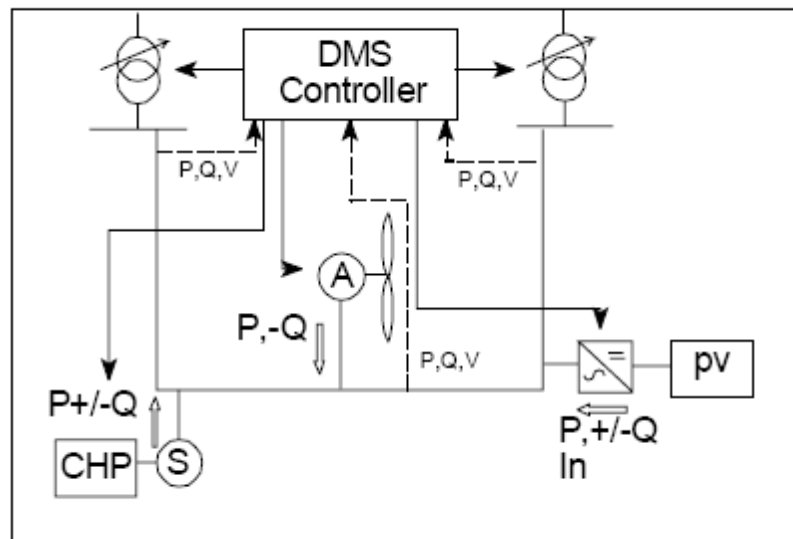 DMS
Controller
P,Q,V
P,Q,V
A
P,-Q
P,Q,V
pv
P+/-Q
P,+/-Q
In
CHP
S